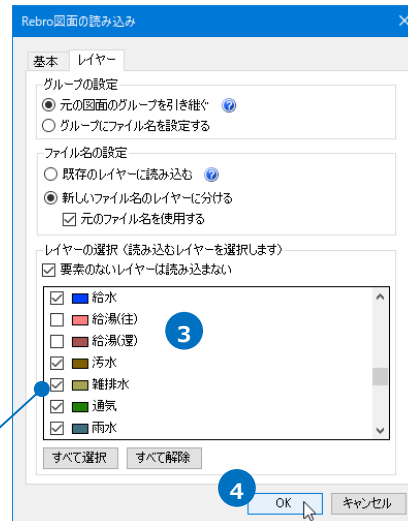 Rebro図面の読み込み
基本 レイヤー
グループの設定
元の図面のグループを引き継ぐ
グループにファイル名を設定する
ファイル名の設定
既存のレイヤーに読み込む
新しいファイル名のレイヤーに分ける
元のファイル名を使用する
レイヤーの選択（読み込むレイヤーを選択します）
要素のないレイヤーは読み込まない
給水
給湯(往)
給湯(還)
3
汚水
雑排水
通気
雨水
すべて選択 すべて解除
4
OK キャンセル